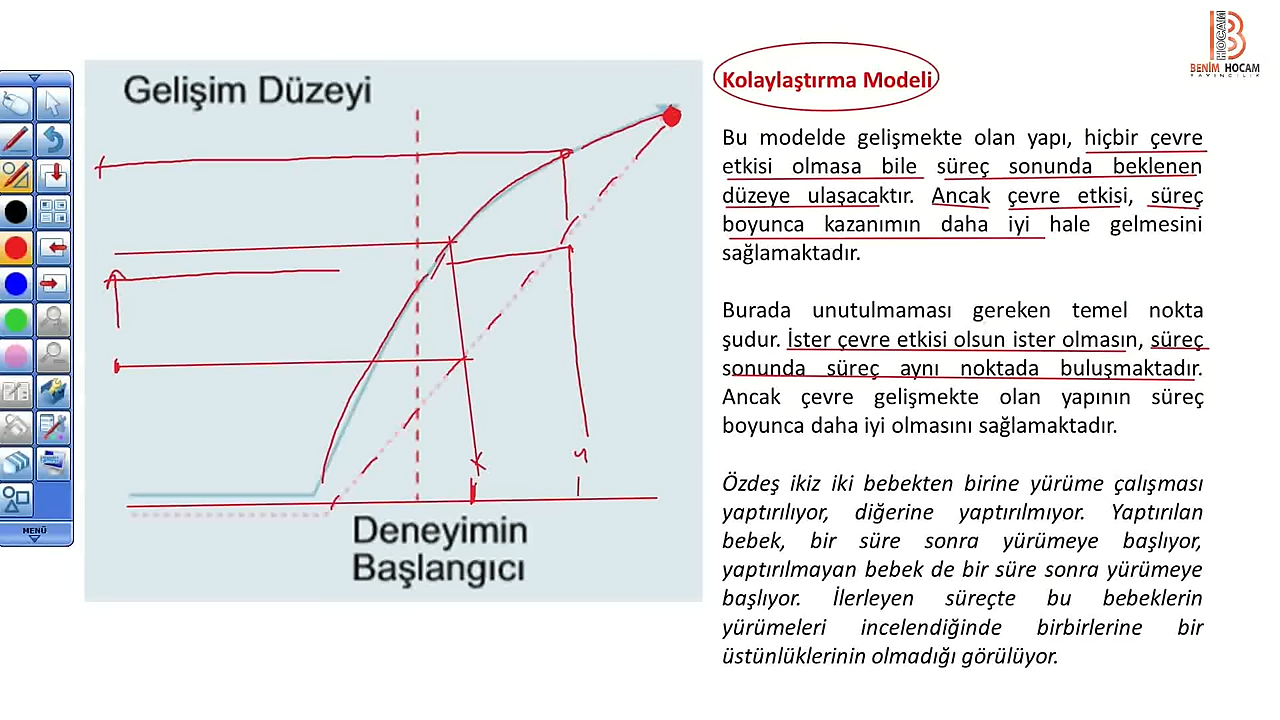 BENİM HOCAM
YAYINCILIK
Gelişim Düzeyi
Deneyimin
Başlangıcı
MENÜ
Kolaylaştırma Modeli
Bu modelde gelişmekte olan yapı, hiçbir çevre
etkisi olmasa bile süreç sonunda beklenen
düzeye ulaşacaktır. Ancak çevre etkisi, süreç
boyunca kazanımın daha iyi hale gelmesini
sağlamaktadır.
Burada unutulmaması gereken temel nokta
şudur. İster çevre etkisi olsun ister olmasın, süreç
sonunda süreç aynı noktada buluşmaktadır.
Ancak çevre gelişmekte olan yapının süreç
boyunca daha iyi olmasını sağlamaktadır.
Özdeş ikiz iki bebekten birine yürüme çalışması
yaptırılıyor, diğerine yaptırılmıyor. Yaptırılan
bebek, bir süre sonra yürümeye başlıyor,
yaptırılmayan bebek de bir süre sonra yürümeye
başlıyor. İlerleyen süreçte bu bebeklerin
yürümeleri incelendiğinde birbirlerine bir
üstünlüklerinin olmadığı görülüyor.